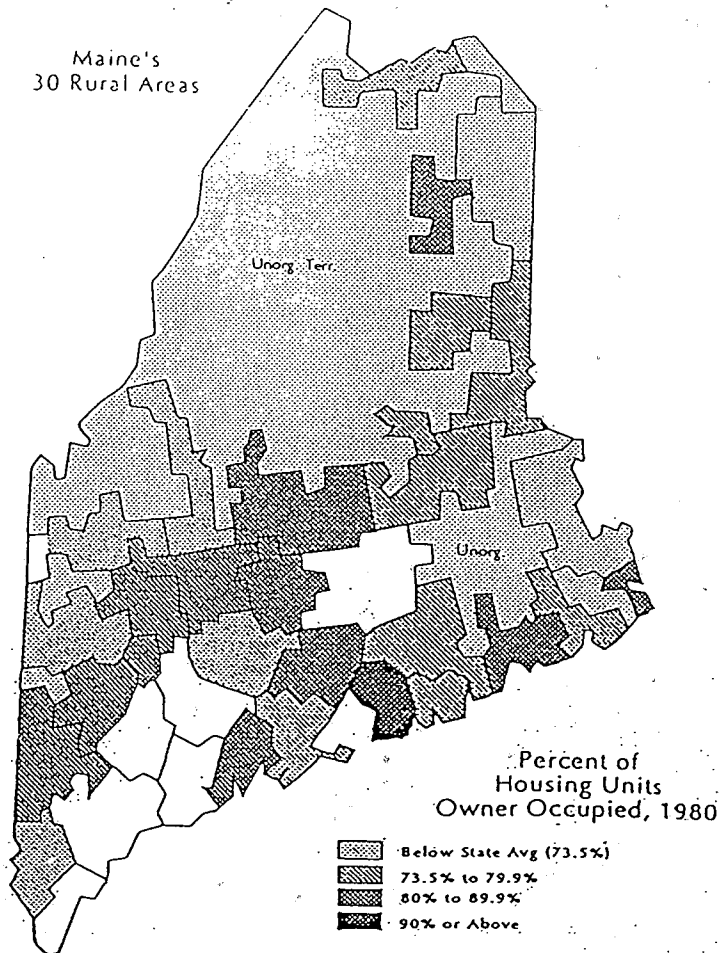 Maine's
30 Rural Areas
Unorg. Terr.
Unorg.
Percent of
Housing Units
Owner Occupied, 1980
Below State Avg (73.5%)
73.5% to 79.9%
80% to 89.9%
90% or Above